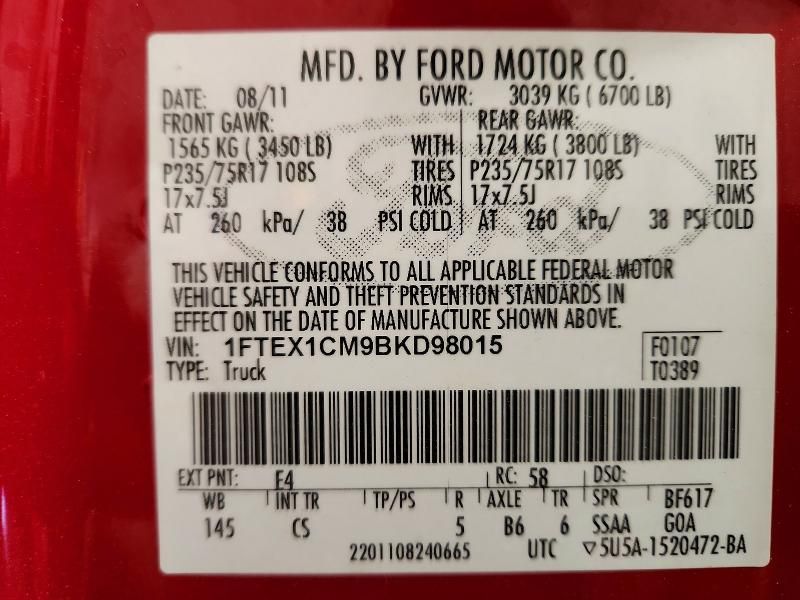 MFD. BY FORD MOTOR CO.
DATE: 08/11 GVWR: 3039 KG ( 6700 LB)
FRONT GAWR: REAR GAWR:
1565 KG ( 3450 LB) WITH 1724 KG ( 3800 LB) WITH
P235/75R17 108S TIRES P235/75R17 108S TIRES
17x7.5J RIMS 17x7.5J RIMS
AT 260 kPa/ 38 PSI COLD AT 260 kPa/ 38 PSI COLD
Ford
THIS VEHICLE CONFORMS TO ALL APPLICABLE FEDERAL MOTOR
VEHICLE SAFETY AND THEFT PREVENTION STANDARDS IN
EFFECT ON THE DATE OF MANUFACTURE SHOWN ABOVE.
VIN: 1FTEX1CM9BKD98015 F0107
TYPE: Truck T0389
EXT PNT: F4 RC: 58 DSO:
WB INT TR TP/PS R AXLE TR SPR BF617
145 CS 5 B6 6 SSAA GOA
2201108240665 UTC ▽5U5A-1520472-BA